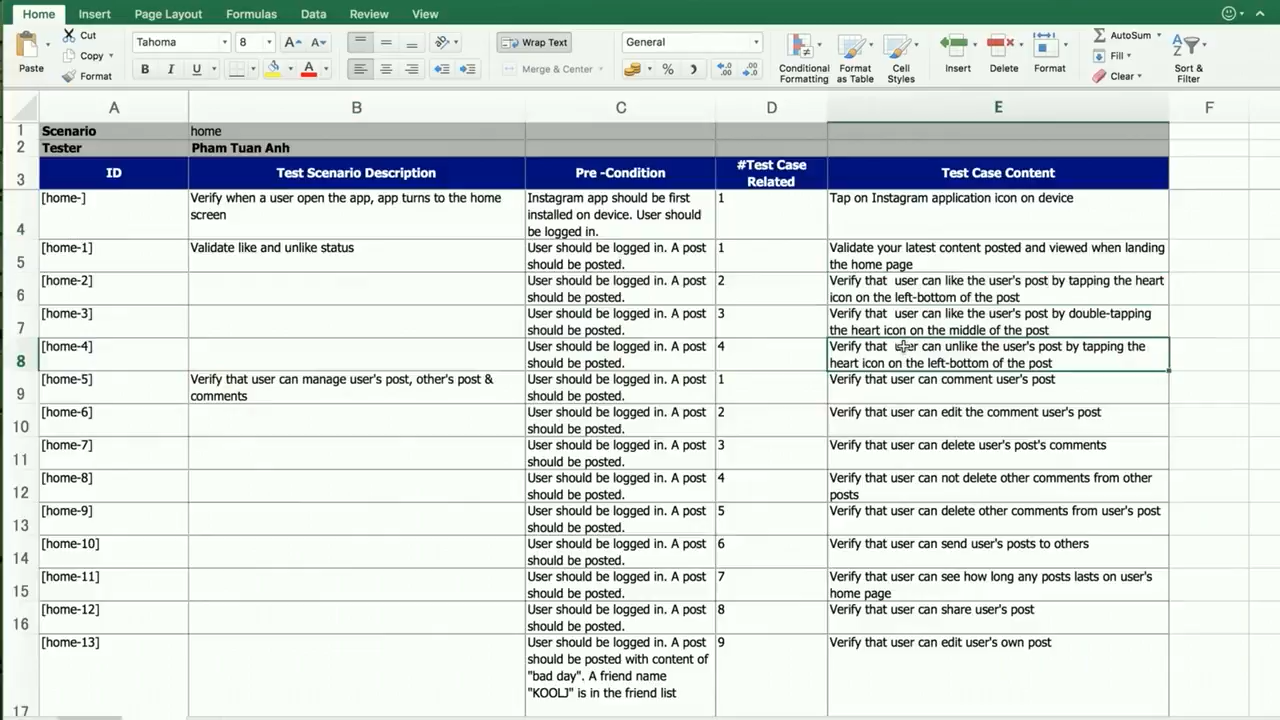 Home Insert Page Layout Formulas Data Review View
Paste
Cut
Copy
Format
Tahoma 8
B I U
A
Wrap Text
Merge & Center
General
%
Conditional Formatting
Format as Table
Cell Styles
Insert
Delete
Format
AutoSum
Fill
Clear
Sort & Filter
A B C D E F
1 Scenario home
2 Tester Pham Tuan Anh
3 ID Test Scenario Description Pre -Condition #Test Case Related Test Case Content
4 [home-] Verify when a user open the app, app turns to the home screen Instagram app should be first installed on device. User should be logged in. 1 Tap on Instagram application icon on device
5 [home-1] Validate like and unlike status User should be logged in. A post should be posted. 1 Validate your latest content posted and viewed when landing the home page
6 [home-2] User should be logged in. A post should be posted. 2 Verify that user can like the user's post by tapping the heart icon on the left-bottom of the post
7 [home-3] User should be logged in. A post should be posted. 3 Verify that user can like the user's post by double-tapping the heart icon on the middle of the post
8 [home-4] User should be logged in. A post should be posted. 4 Verify that user can unlike the user's post by tapping the heart icon on the left-bottom of the post
9 [home-5] Verify that user can manage user's post, other's post & comments User should be logged in. A post should be posted. 1 Verify that user can comment user's post
10 [home-6] User should be logged in. A post should be posted. 2 Verify that user can edit the comment user's post
11 [home-7] User should be logged in. A post should be posted. 3 Verify that user can delete user's post's comments
12 [home-8] User should be logged in. A post should be posted. 4 Verify that user can not delete other comments from other posts
13 [home-9] User should be logged in. A post should be posted. 5 Verify that user can delete other comments from user's post
14 [home-10] User should be logged in. A post should be posted. 6 Verify that user can send user's posts to others
15 [home-11] User should be logged in. A post should be posted. 7 Verify that user can see how long any posts lasts on user's home page
16 [home-12] User should be logged in. A post should be posted. 8 Verify that user can share user's post
17 [home-13] User should be logged in. A post should be posted with content of "bad day". A friend name "KOOLJ" is in the friend list 9 Verify that user can edit user's own post